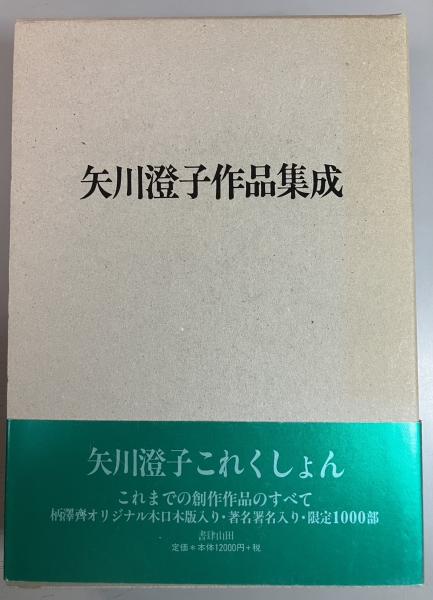 矢川澄子作品集成
矢川澄子これくしょん
これまでの創作作品のすべて
柄澤齊オリジナル木口木版入り・著名署名入り・限定1000部
書肆山田
定価＊本体12000円+税